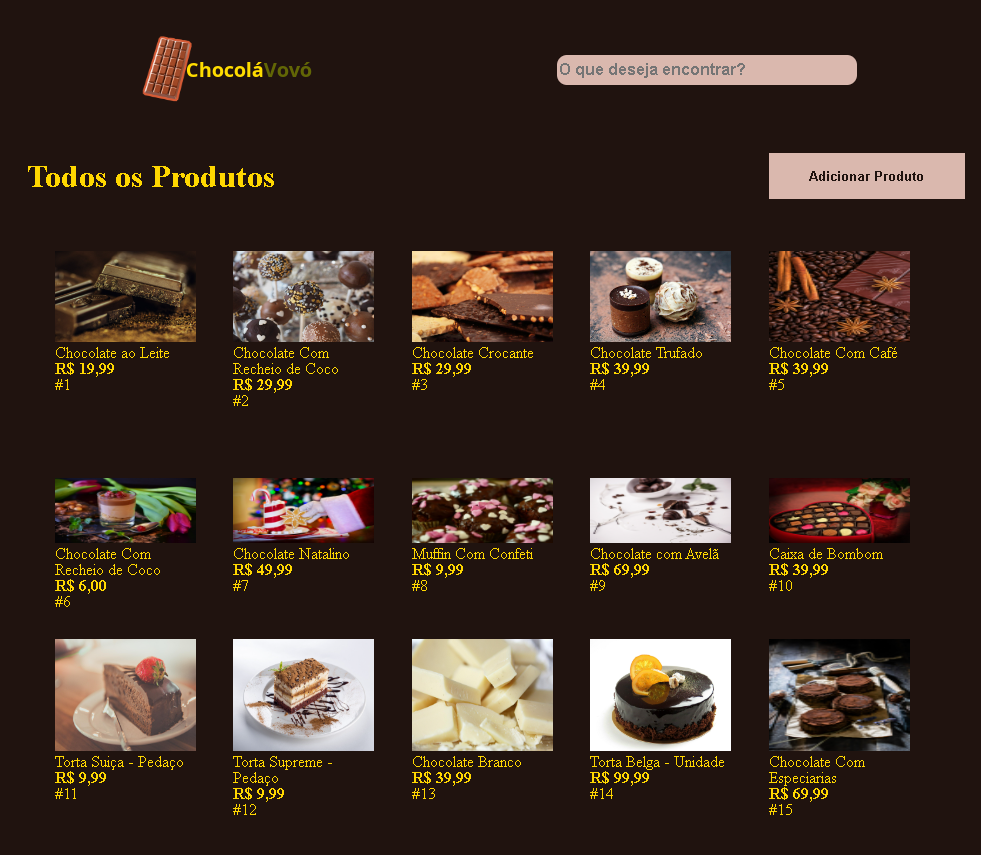 ChocoláVovó
O que deseja encontrar?
Todos os Produtos
Adicionar Produto
Chocolate ao Leite
R$ 19,99
#1
Chocolate Com
Recheio de Coco
R$ 29,99
#2
Chocolate Crocante
R$ 29,99
#3
Chocolate Trufado
R$ 39,99
#4
Chocolate Com Café
R$ 39,99
#5
Chocolate Com
Recheio de Coco
R$ 6,00
#6
Chocolate Natalino
R$ 49,99
#7
Muffin Com Confeti
R$ 9,99
#8
Chocolate com Avelã
R$ 69,99
#9
Caixa de Bombom
R$ 39,99
#10
Torta Suiça - Pedaço
R$ 9,99
#11
Torta Supreme -
Pedaço
R$ 9,99
#12
Chocolate Branco
R$ 39,99
#13
Torta Belga - Unidade
R$ 99,99
#14
Chocolate Com
Especiarias
R$ 69,99
#15